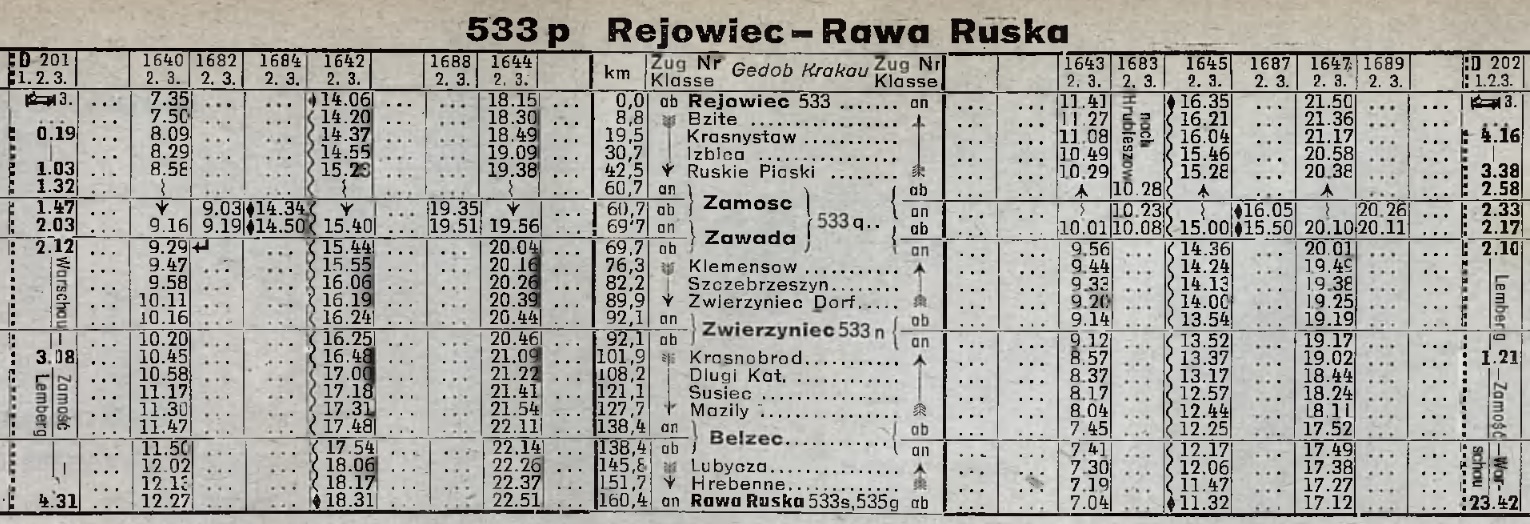 533 p Rejowiec – Rawa Ruska
D 201 1640 1682 1684 1642 1688 1644 km Zug Nr Gedob Krakau Zug Nr 1643 1683 1645 1687 1647 1689 D 202
1. 2. 3. 2. 3. 2. 3. 2. 3. 2. 3. 2. 3. 2. 3. Klasse Klasse 2. 3. 2. 3. 2. 3. 2. 3. 2. 3. 2. 3. 1. 2. 3.
3. ... 7.35 ... ... 14.06 ... ... 18.15 ... 0,0 ab Rejowiec 533 ....... an ... ... 11.41 Hrubieszow noch 16.35 ... 21.50 ... ... 3.
... ... 7.50 ... ... 14.20 ... ... 18.30 ... 8,8 Bzite ............ ... ... 11.27 16.21 ... 21.36 ... ...
0.19 ... 8.09 ... ... 14.37 ... ... 18.49 ... 19,5 Krasnystaw .......... ... ... 11.08 16.04 ... 21.17 ... ... 4.16
... 8.29 ... ... 14.55 ... ... 19.09 ... 30,7 Izbica ............. ... ... 10.49 15.46 ... 20.58 ... ...
1.03 ... 8.58 ... ... 15.28 ... ... 19.38 ... 42,5 Ruskie Piaski ........ ... ... 10.29 15.28 ... 20.38 ... ... 3.38
1.32 60,7 an Zamosc ab 10.28 2.58
1.47 ... 9.03 14.34 19.35 60,7 ab 533 q.. an 10.23 16.05 20.26 ... 2.33
2.03 ... 9.16 9.19 14.50 15.40 ... 19.51 19.56 ... 69,7 an Zawada ab ... ... 10.01 10.08 15.00 15.50 20.10 20.11 ... 2.17
2.12 ... 9.29 ... 15.44 ... ... 20.04 ... 69,7 ab an ... ... 9.56 ... 14.36 ... 20.01 ... ... 2.10
Warschau – Zamość – Lemberg ... 9.47 ... ... 15.55 ... ... 20.16 ... 76,3 Klemensow .......... ... ... 9.44 ... 14.24 ... 19.49 ... ... Lemberg – Zamość – Warschau
... 9.58 ... ... 16.06 ... ... 20.26 ... 82,2 Szczebrzeszyn....... ... ... 9.33 ... 14.13 ... 19.38 ... ...
... 10.11 ... ... 16.19 ... ... 20.39 ... 89,9 Zwierzyniec Dorf..... ... ... 9.20 ... 14.00 ... 19.25 ... ...
... 10.16 ... ... 16.24 ... ... 20.44 ... 92,1 an Zwierzyniec 533 n ab ... ... 9.14 ... 13.54 ... 19.19 ... ...
... 10.20 ... ... 16.25 ... ... 20.46 ... 92,1 ab an ... ... 9.12 ... 13.52 ... 19.17 ... ...
3.08 ... 10.45 ... ... 16.48 ... ... 21.09 ... 101,9 Krasnobrod.......... ... ... 8.57 ... 13.37 ... 19.02 ... ... 1.21
... 10.58 ... ... 17.00 ... ... 21.22 ... 108,2 Dlugi Kat. .......... ... ... 8.37 ... 13.17 ... 18.44 ... ...
... 11.17 ... ... 17.18 ... ... 21.41 ... 121,1 Susiec ............. ... ... 8.17 ... 12.57 ... 18.24 ... ...
... 11.30 ... ... 17.31 ... ... 21.54 ... 127,7 Mazily ............. ... ... 8.04 ... 12.44 ... 18.11 ... ...
... 11.47 ... ... 17.48 ... ... 22.11 ... 138,4 an Belzec......... ab ... ... 7.45 ... 12.25 ... 17.52 ... ...
... 11.50 ... ... 17.54 ... ... 22.14 ... 138,4 ab an ... ... 7.41 ... 12.17 ... 17.49 ... ...
... 12.02 ... ... 18.06 ... ... 22.26 ... 145,8 Lubycza............ ... ... 7.30 ... 12.06 ... 17.38 ... ...
... 12.13 ... ... 18.17 ... ... 22.37 ... 151,7 Hrebenne........... ... ... 7.19 ... 11.47 ... 17.27 ... ...
4.31 ... 12.27 ... ... 18.31 ... ... 22.51 ... 160,4 an Rawa Ruska 533s, 535g ab ... ... 7.04 ... 11.32 ... 17.12 ... ... 23.42